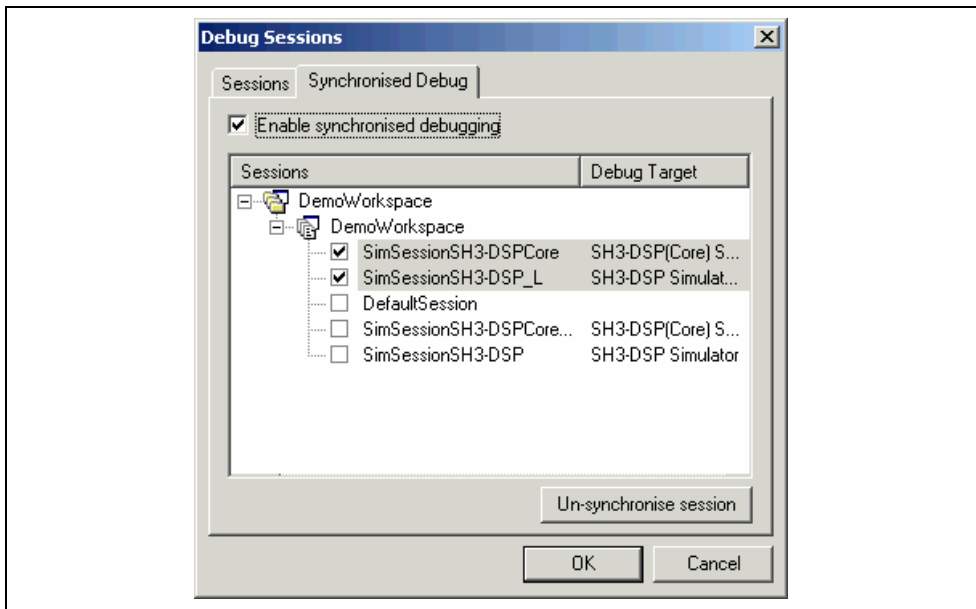 Debug Sessions
Sessions Synchronised Debug
Enable synchronised debugging
Sessions Debug Target
DemoWorkspace
DemoWorkspace
SimSessionSH3-DSPCore SH3-DSP(Core) S...
SimSessionSH3-DSP_L SH3-DSP Simulat...
DefaultSession
SimSessionSH3-DSPCore... SH3-DSP(Core) S...
SimSessionSH3-DSP SH3-DSP Simulator
Un-synchronise session
OK Cancel